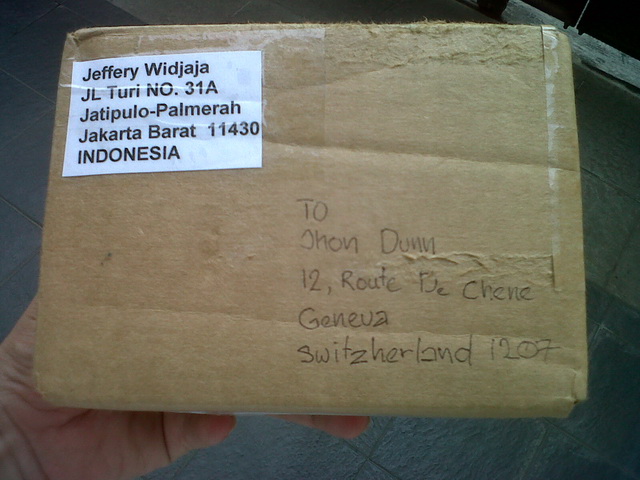 Jeffery Widjaja
JL Turi NO. 31A
Jatipulo-Palmerah
Jakarta Barat 11430
INDONESIA
TO
Jhon Dunn
12, Route De Chene
Geneva
Switzherland 1207